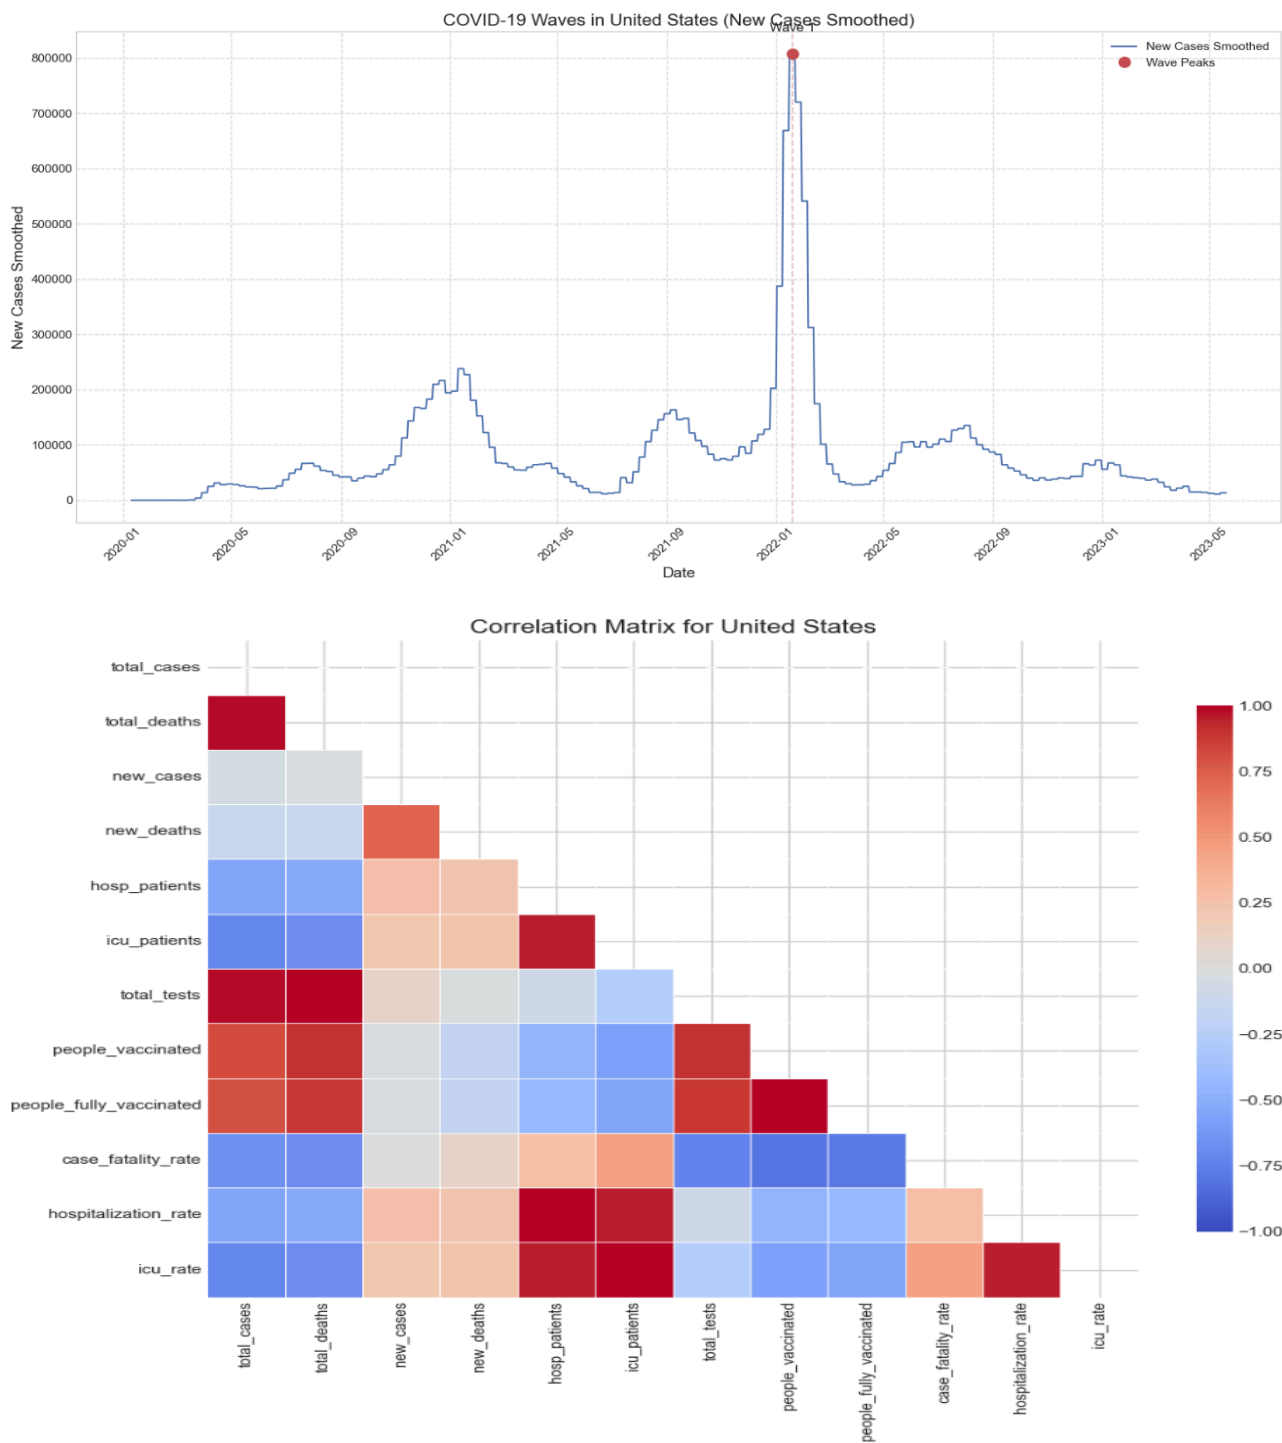 COVID-19 Waves in United States (New Cases Smoothed)
Wave 1
New Cases Smoothed
Wave Peaks
800000
700000
600000
500000
400000
300000
200000
100000
0
New Cases Smoothed
2020-01
2020-05
2020-09
2021-01
2021-05
2021-09
2022-01
2022-05
2022-09
2023-01
2023-05
Date
Correlation Matrix for United States
total_cases
total_deaths
new_cases
new_deaths
hosp_patients
icu_patients
total_tests
people_vaccinated
people_fully_vaccinated
case_fatality_rate
hospitalization_rate
icu_rate
total_cases
total_deaths
new_cases
new_deaths
hosp_patients
icu_patients
total_tests
people_vaccinated
people_fully_vaccinated
case_fatality_rate
hospitalization_rate
icu_rate
1.00
0.75
0.50
0.25
0.00
−0.25
−0.50
−0.75
−1.00